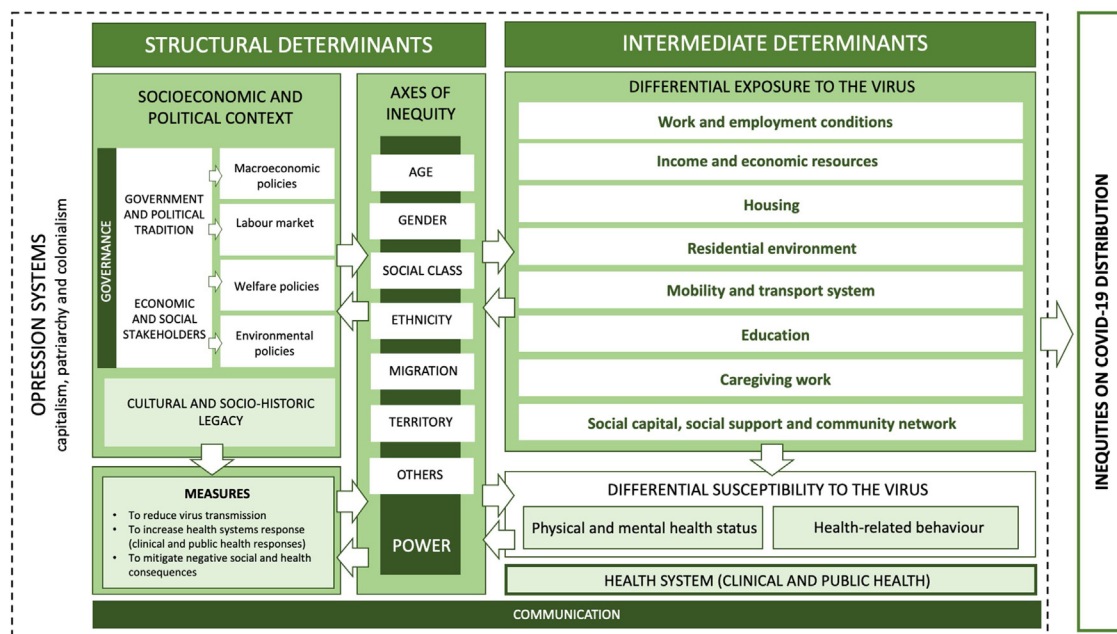 OPRESSION SYSTEMS
capitalism, patriarchy and colonialism
STRUCTURAL DETERMINANTS
SOCIOECONOMIC AND
POLITICAL CONTEXT
GOVERNANCE
GOVERNMENT
AND POLITICAL
TRADITION
ECONOMIC
AND SOCIAL
STAKEHOLDERS
Macroeconomic
policies
Labour market
Welfare policies
Environmental
policies
CULTURAL AND SOCIO-HISTORIC
LEGACY
MEASURES
• To reduce virus transmission
• To increase health systems response
(clinical and public health responses)
• To mitigate negative social and health
consequences
AXES OF
INEQUITY
AGE
GENDER
SOCIAL CLASS
ETHNICITY
MIGRATION
TERRITORY
OTHERS
POWER
INTERMEDIATE DETERMINANTS
DIFFERENTIAL EXPOSURE TO THE VIRUS
Work and employment conditions
Income and economic resources
Housing
Residential environment
Mobility and transport system
Education
Caregiving work
Social capital, social support and community network
DIFFERENTIAL SUSCEPTIBILITY TO THE VIRUS
Physical and mental health status
Health-related behaviour
HEALTH SYSTEM (CLINICAL AND PUBLIC HEALTH)
COMMUNICATION
INEQUITIES ON COVID-19 DISTRIBUTION